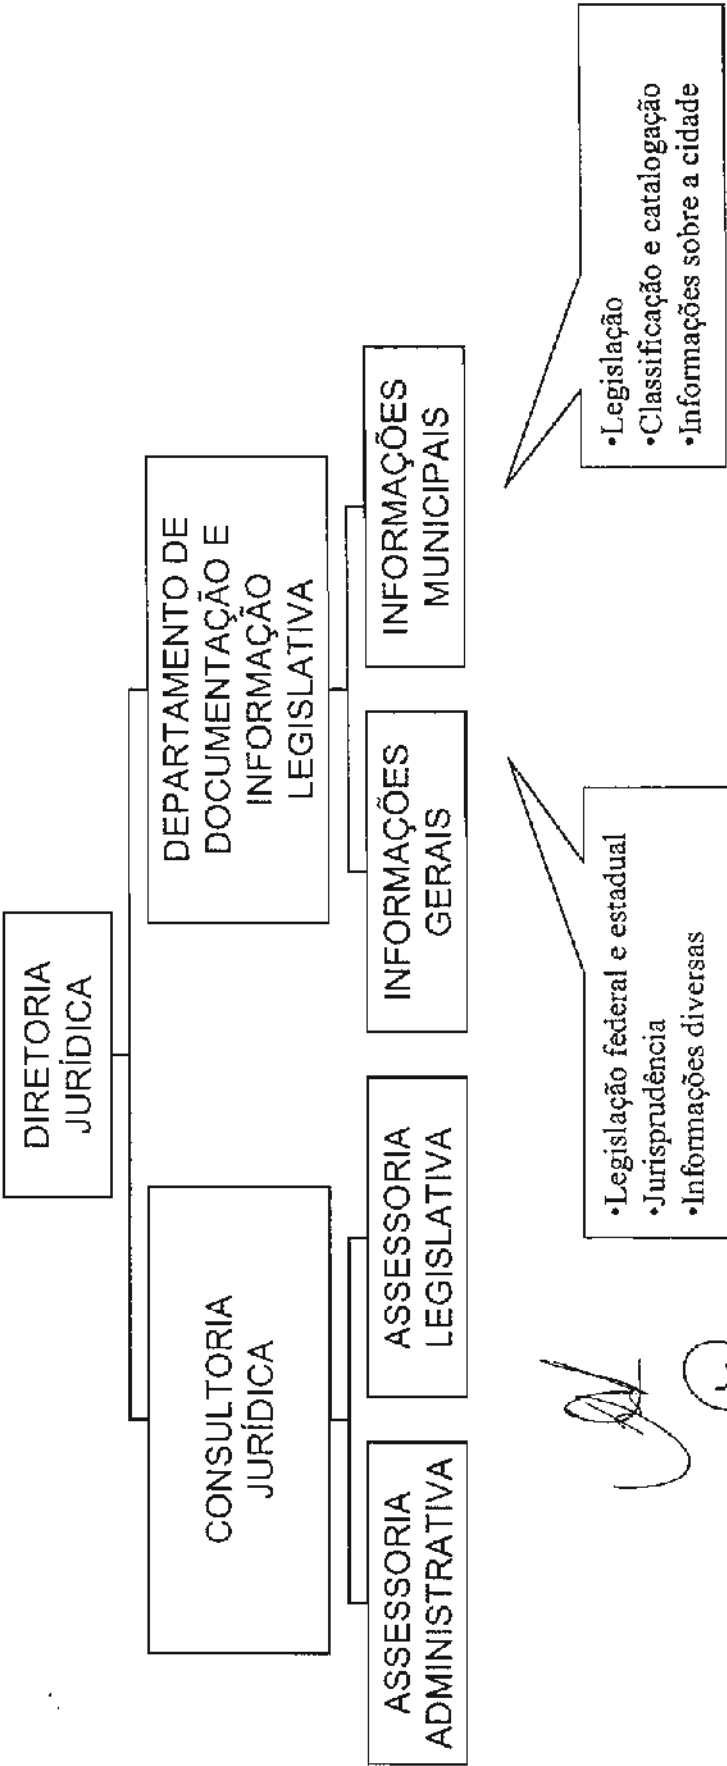 DIRETORIA
JURÍDICA
CONSULTORIA
JURÍDICA
DEPARTAMENTO DE
DOCUMENTAÇÃO E
INFORMAÇÃO
LEGISLATIVA
ASSESSORIA
ADMINISTRATIVA
ASSESSORIA
LEGISLATIVA
INFORMAÇÕES
GERAIS
INFORMAÇÕES
MUNICIPAIS
•Legislação federal e estadual
•Jurisprudência
•Informações diversas
•Legislação
•Classificação e catalogação
•Informações sobre a cidade